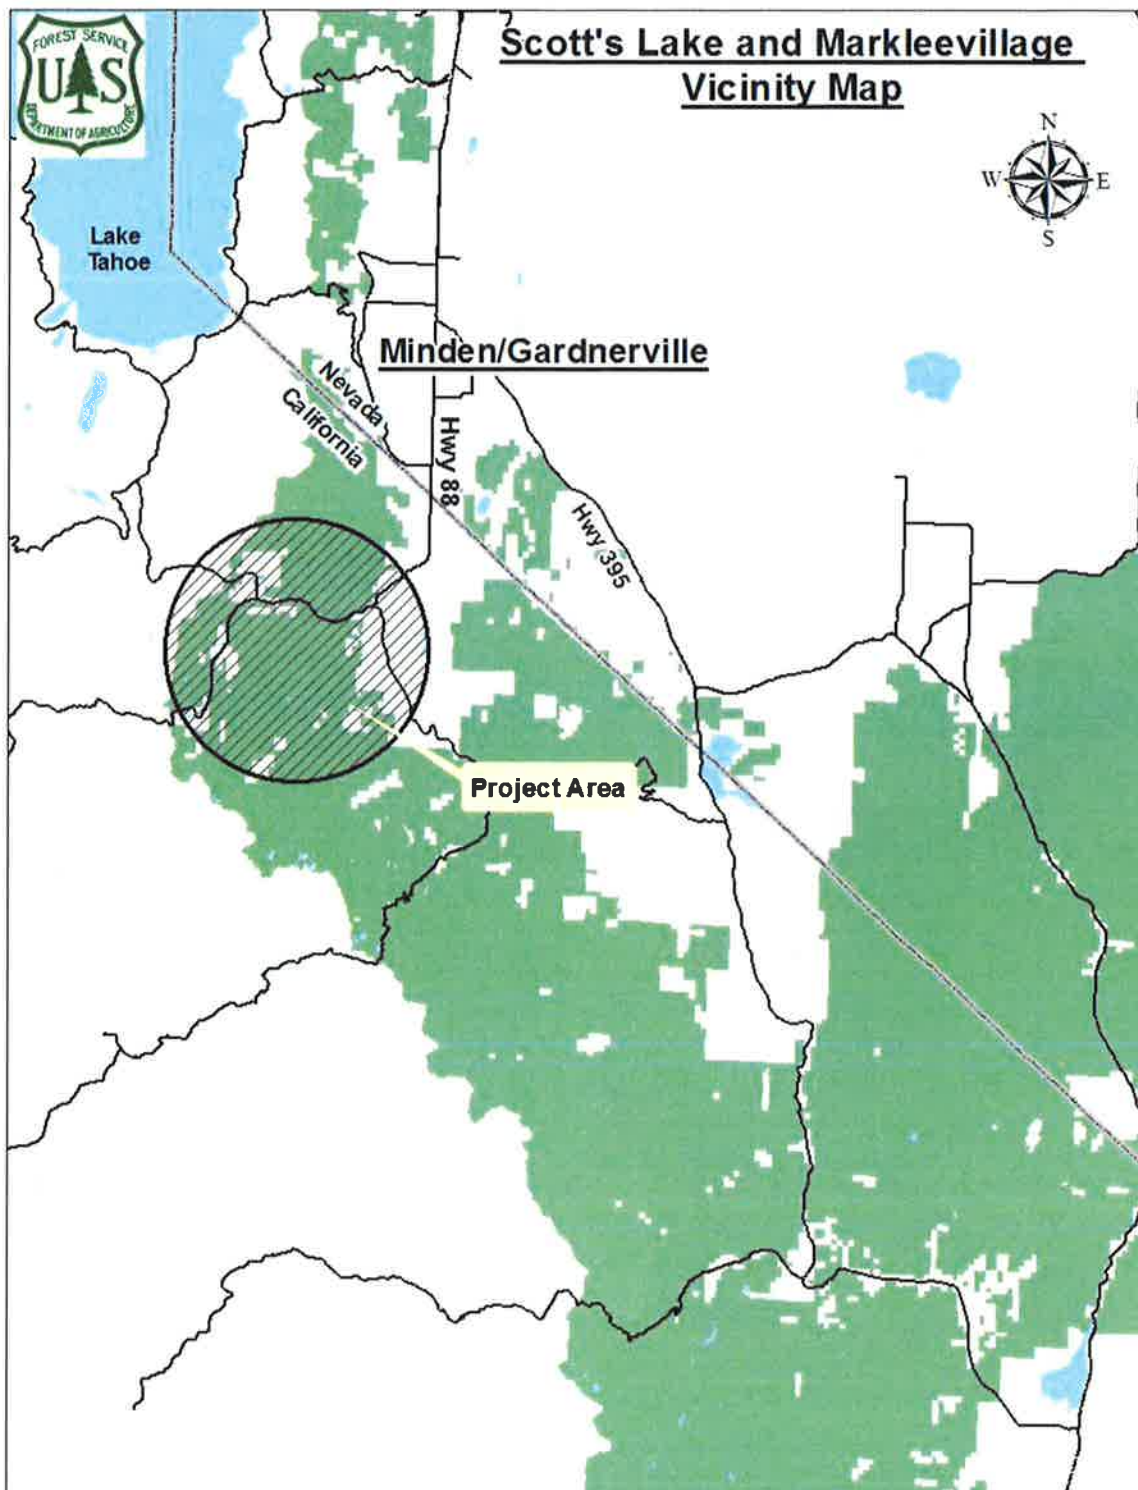 FOREST SERVICE
U S
DEPARTMENT OF AGRICULTURE
Scott's Lake and Markleevillage
Vicinity Map
N
W E
S
Lake
Tahoe
Minden/Gardnerville
Nevada
California
Hwy 88
Hwy 395
Project Area